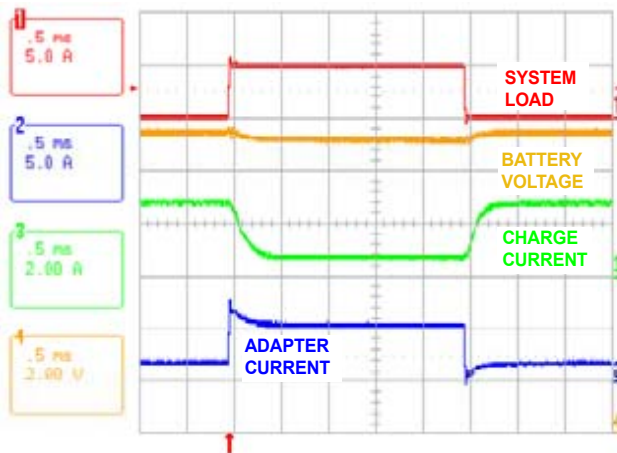 1
.5 ms
5.0 A
2
.5 ms
5.0 A
3
.5 ms
2.00 A
4
.5 ms
2.00 V
SYSTEM
LOAD
BATTERY
VOLTAGE
CHARGE
CURRENT
ADAPTER
CURRENT